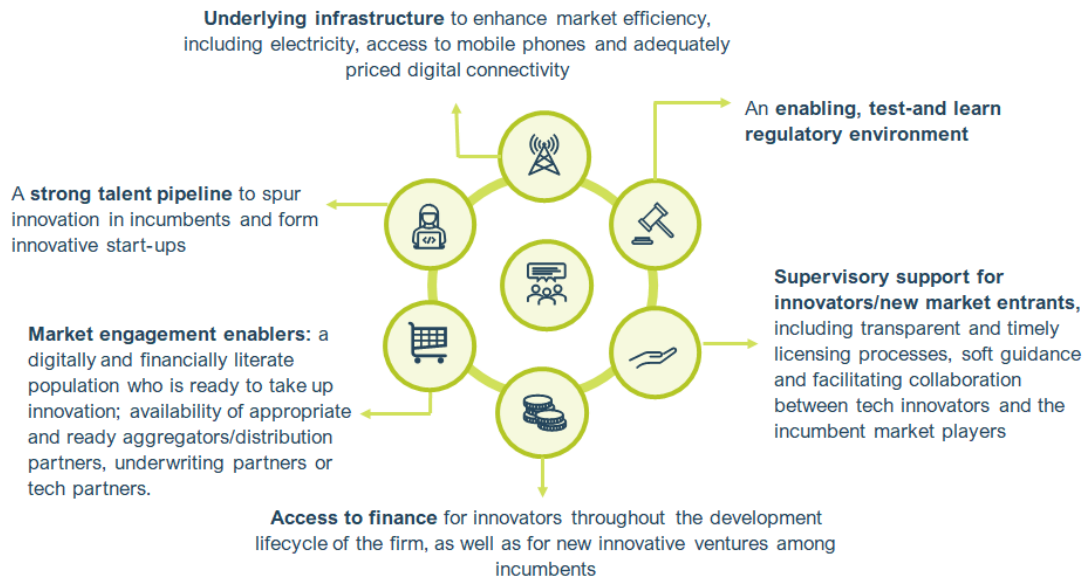 Underlying infrastructure to enhance market efficiency,
including electricity, access to mobile phones and adequately
priced digital connectivity
An enabling, test-and learn
regulatory environment
A strong talent pipeline to spur
innovation in incumbents and form
innovative start-ups
Supervisory support for
innovators/new market entrants,
including transparent and timely
licensing processes, soft guidance
and facilitating collaboration
between tech innovators and the
incumbent market players
Market engagement enablers: a
digitally and financially literate
population who is ready to take up
innovation; availability of appropriate
and ready aggregators/distribution
partners, underwriting partners or
tech partners.
Access to finance for innovators throughout the development
lifecycle of the firm, as well as for new innovative ventures among
incumbents